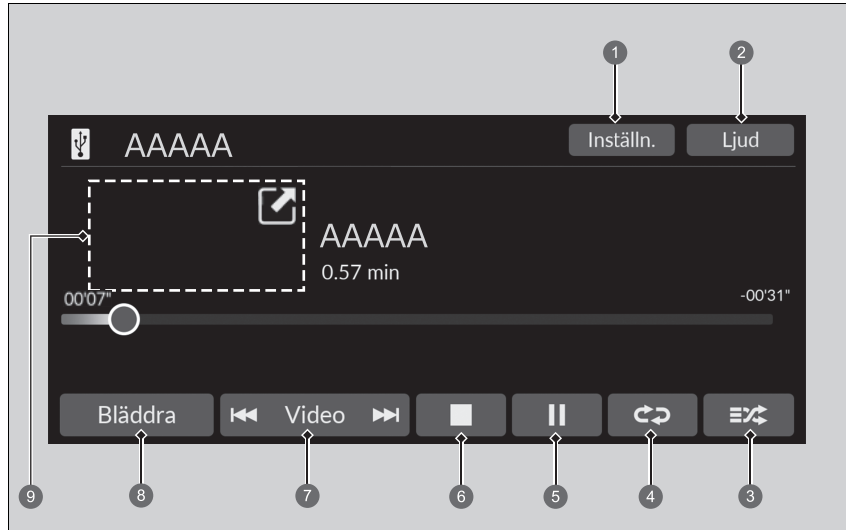 1 2
AAAAA Inställn. Ljud
AAAAA
9
0.57 min
00'07" -00'31"
Bläddra Video
8 7 6 5 4 3